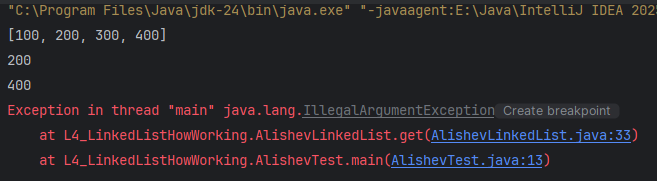 "C:\Program Files\Java\jdk-24\bin\java.exe" "-javaagent:E:\Java\IntelliJ IDEA 202
[100, 200, 300, 400]
200
400
Exception in thread "main" java.lang.IllegalArgumentException Create breakpoint
at L4_LinkedListHowWorking.AlishevLinkedList.get(AlishevLinkedList.java:33)
at L4_LinkedListHowWorking.AlishevTest.main(AlishevTest.java:13)